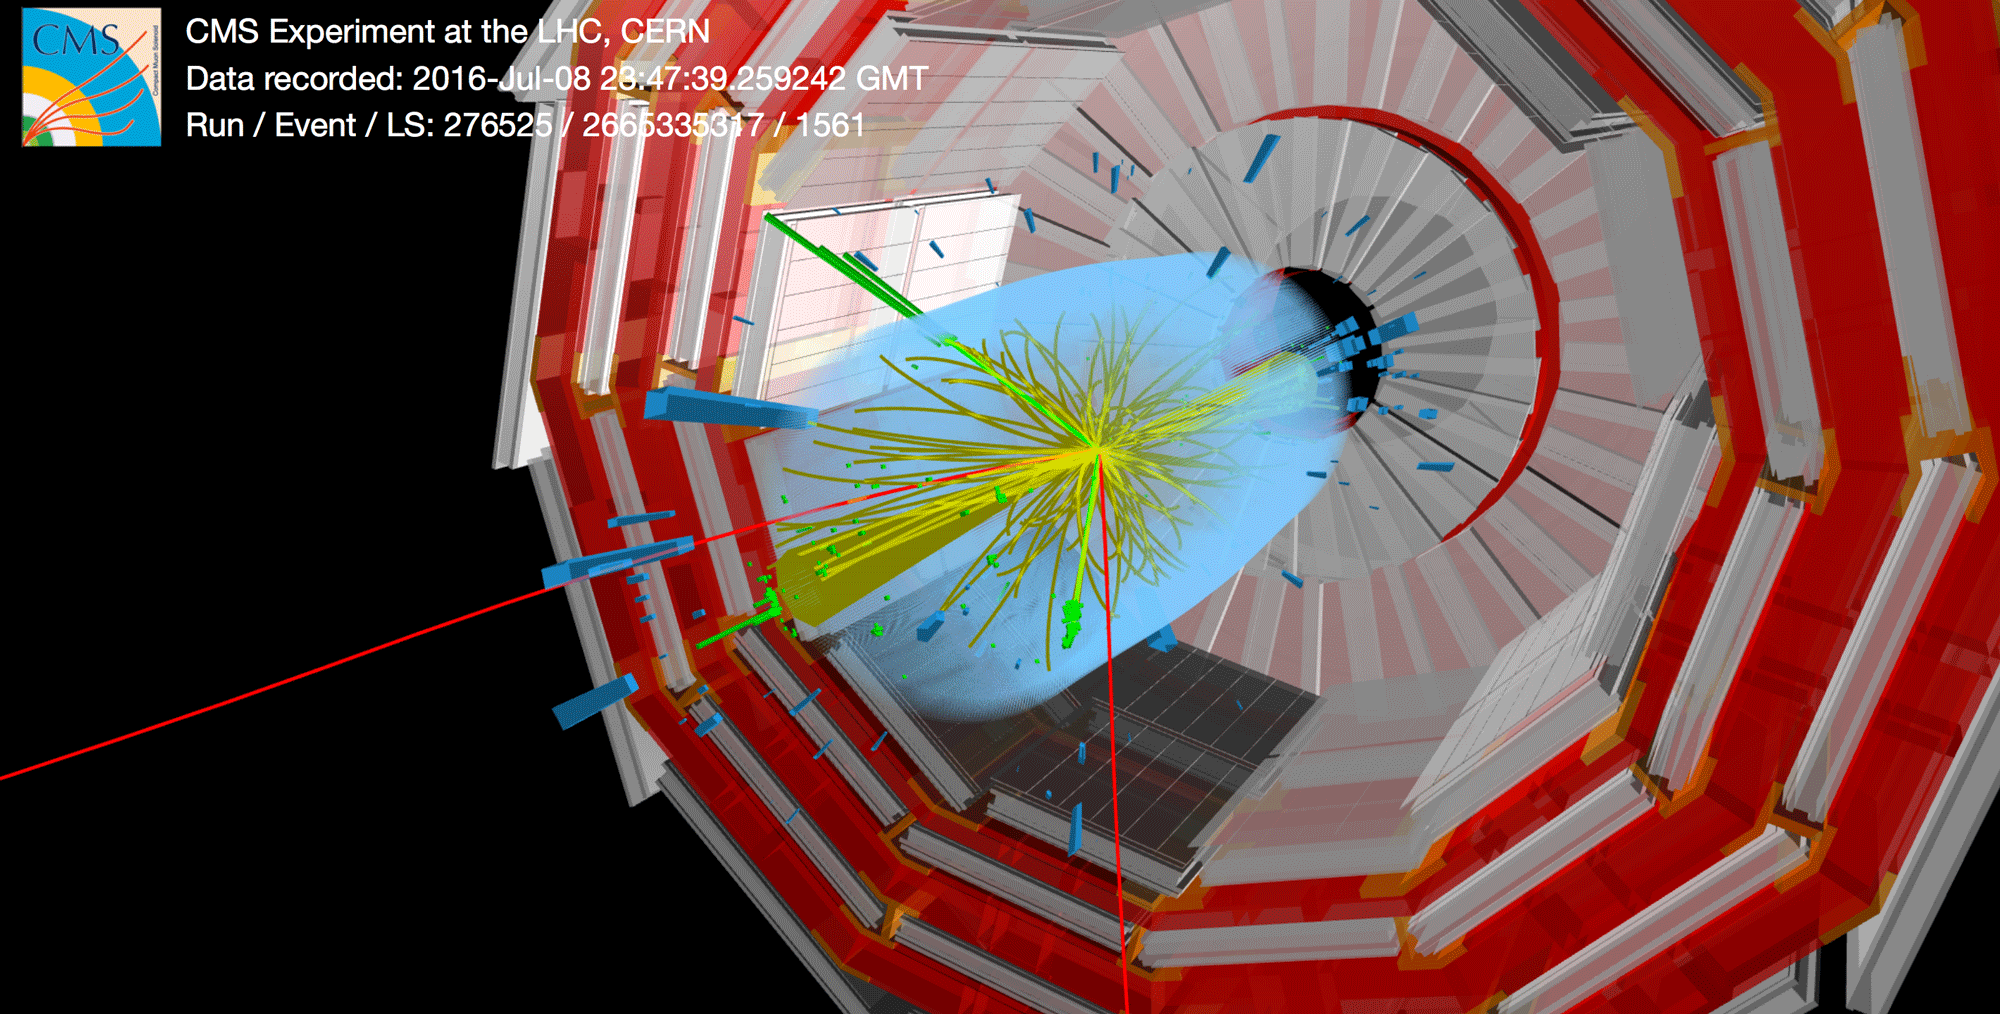 CMS
Compact Muon Solenoid
CMS Experiment at the LHC, CERN
Data recorded: 2016-Jul-08 23:47:39.259242 GMT
Run / Event / LS: 276525 / 2665335317 / 1561